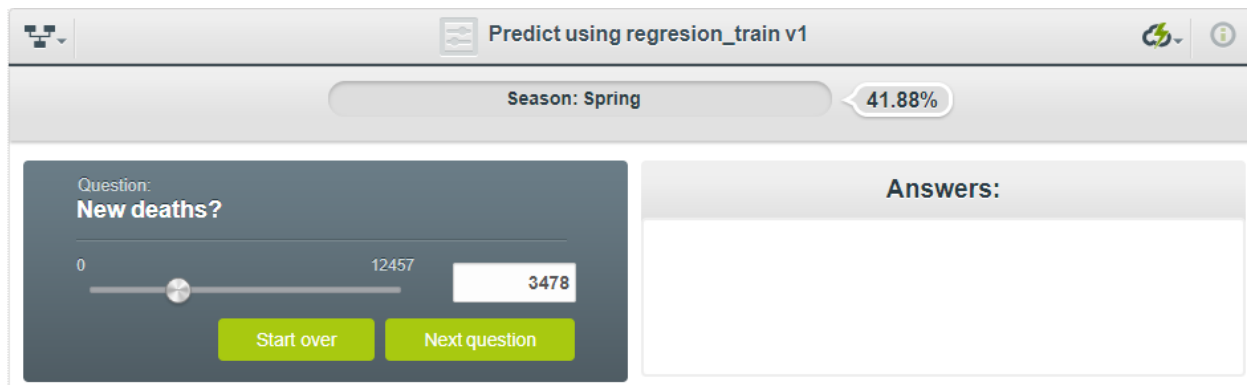 Predict using regresion_train v1
Season: Spring
41.88%
Question:
New deaths?
0
12457
3478
Start over
Next question
Answers: